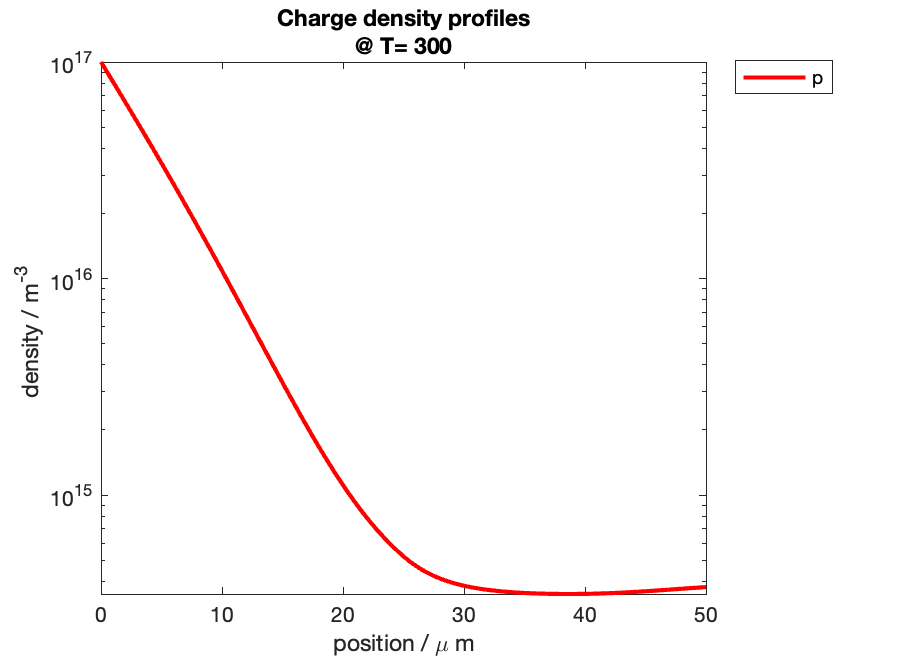 Charge density profiles
@ T= 300
p
10^17
10^16
10^15
density / m^-3
0 10 20 30 40 50
position / μ m